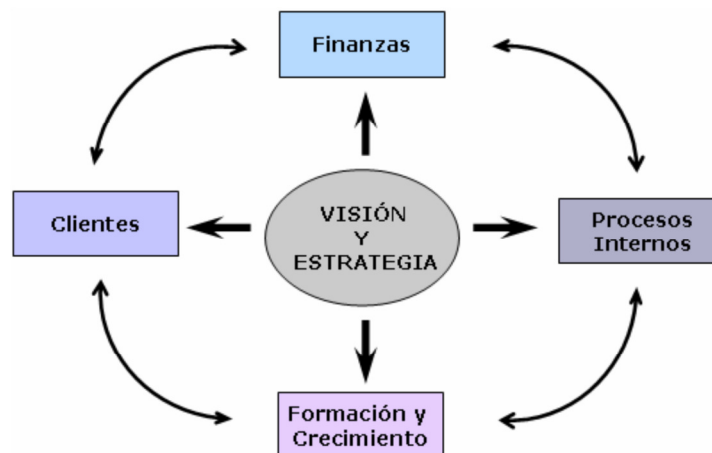 Finanzas
Clientes
VISIÓN
Y
ESTRATEGIA
Procesos
Internos
Formación y
Crecimiento